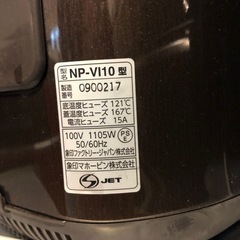 型名 NP-VI10 型
製造番号 0900217
底温度ヒューズ 121℃
蓋温度ヒューズ 167℃
電流ヒューズ 15A
100V 1105W
50/60Hz
PSE
象印ファクトリー・ジャパン株式会社
象印マホービン株式会社
S JET